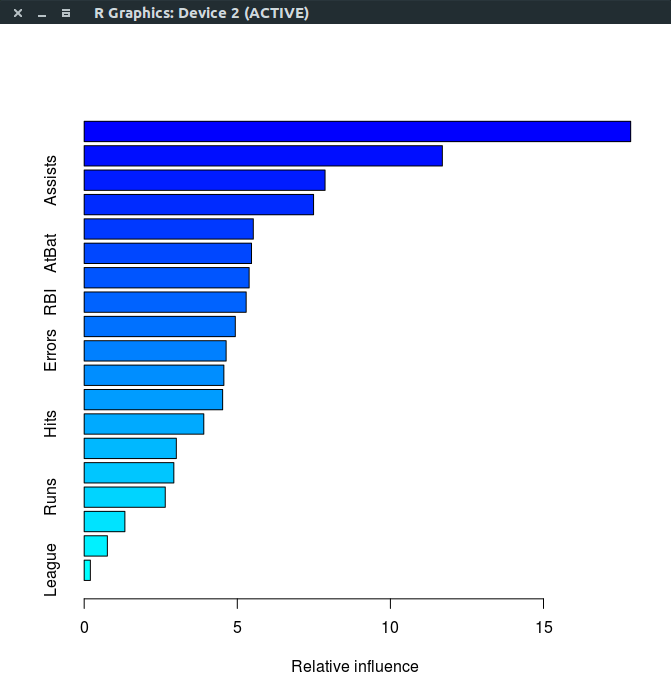 R Graphics: Device 2 (ACTIVE)
Assists
AtBat
RBI
Errors
Hits
Runs
League
0 5 10 15
Relative influence